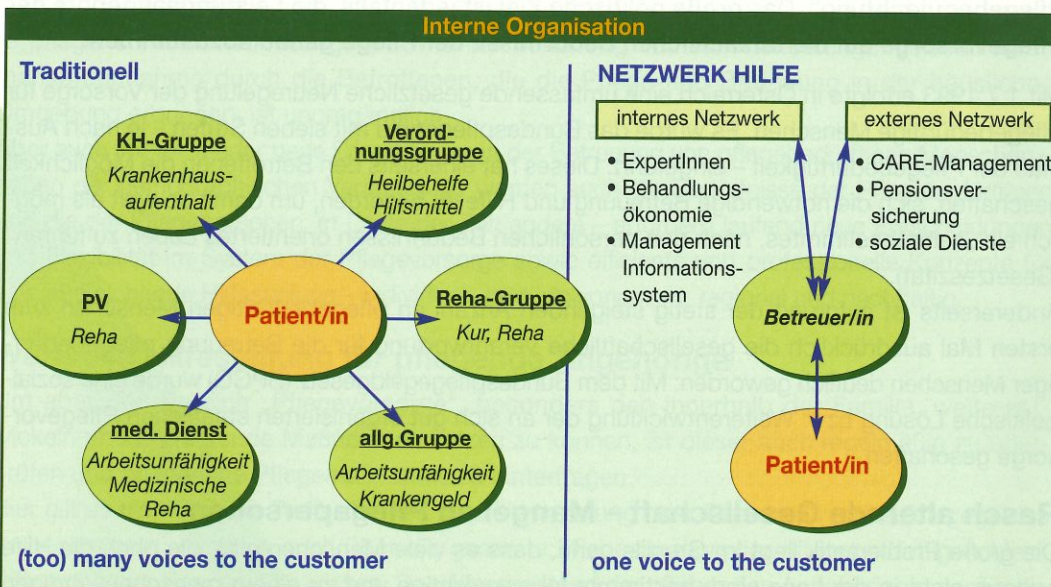 Interne Organisation
Traditionell
KH-Gruppe
Krankenhaus-
aufenthalt
Verord-
nungsgruppe
Heilbehelfe
Hilfsmittel
PV
Reha
Patient/in
Reha-Gruppe
Kur, Reha
med. Dienst
Arbeitsunfähigkeit
Medizinische
Reha
allg.Gruppe
Arbeitsunfähigkeit
Krankengeld
(too) many voices to the customer
NETZWERK HILFE
internes Netzwerk
• ExpertInnen
• Behandlungs-
ökonomie
• Management
Informations-
system
externes Netzwerk
• CARE-Management
• Pensionsver-
sicherung
• soziale Dienste
Betreuer/in
Patient/in
one voice to the customer